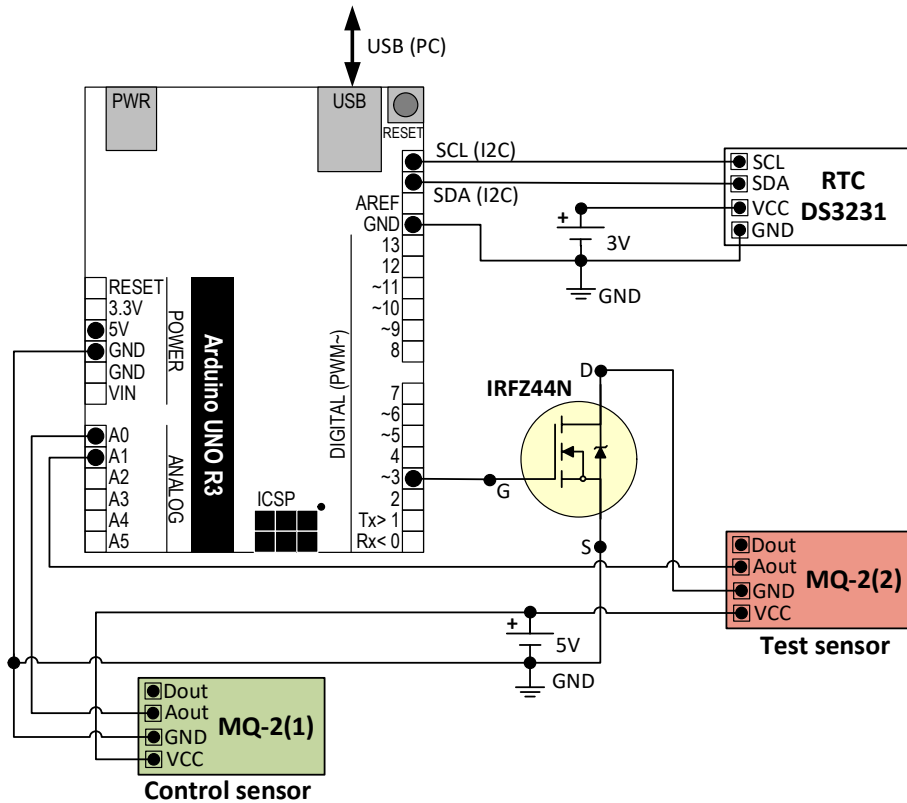 USB (PC)
PWR
USB
RESET
SCL (I2C)
SDA (I2C)
AREF
GND
13
12
~11
~10
~9
8
7
~6
~5
4
~3
2
Tx> 1
Rx< 0
DIGITAL (PWM~)
RESET
3.3V
5V
GND
GND
VIN
POWER
A0
A1
A2
A3
A4
A5
ANALOG
Arduino UNO R3
ICSP
SCL
SDA
VCC
GND
RTC
DS3231
+
3V
GND
IRFZ44N
D
G
S
Dout
Aout
GND
VCC
MQ-2(2)
Test sensor
+
5V
GND
Dout
Aout
GND
VCC
MQ-2(1)
Control sensor